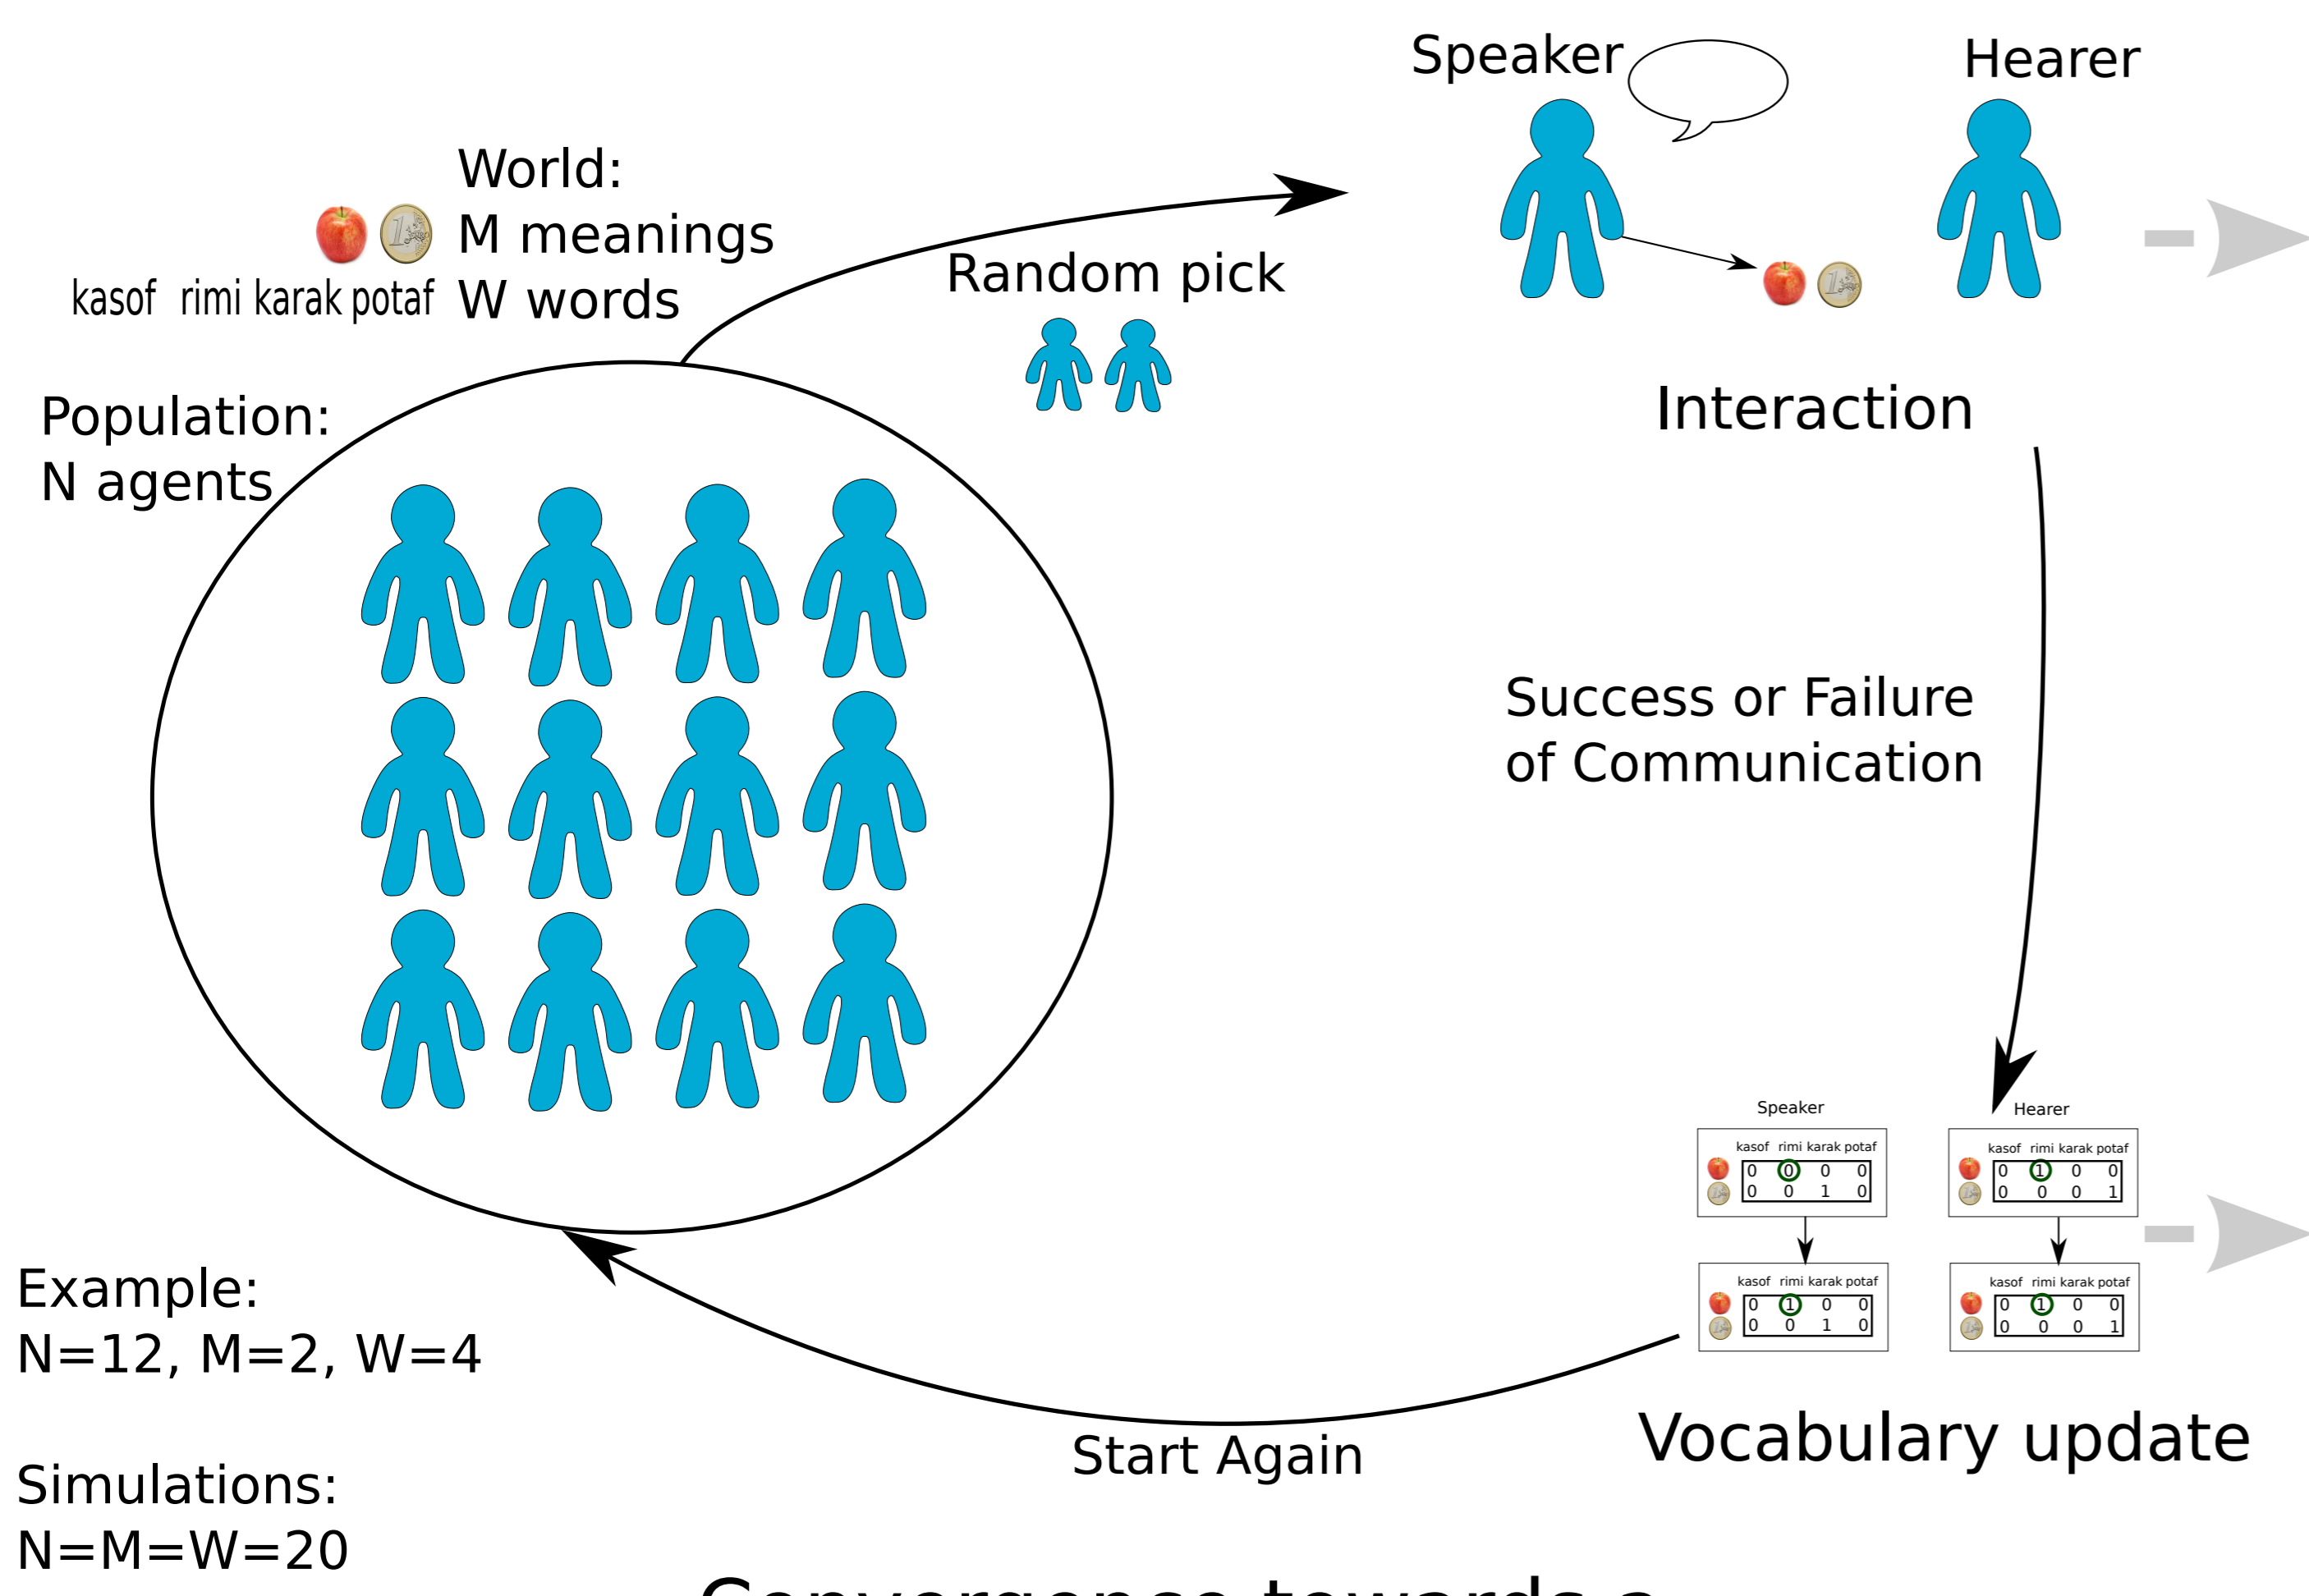 Speaker
Hearer
World:
M meanings
W words
kasof rimi karak potaf
Random pick
Population:
N agents
Interaction
Success or Failure
of Communication
Speaker
Hearer
kasof rimi karak potaf
0 0 0 0
0 0 1 0
kasof rimi karak potaf
0 1 0 0
0 0 0 1
kasof rimi karak potaf
0 1 0 0
0 0 1 0
kasof rimi karak potaf
0 1 0 0
0 0 0 1
Vocabulary update
Start Again
Example:
N=12, M=2, W=4
Simulations:
N=M=W=20
Convergence towards a